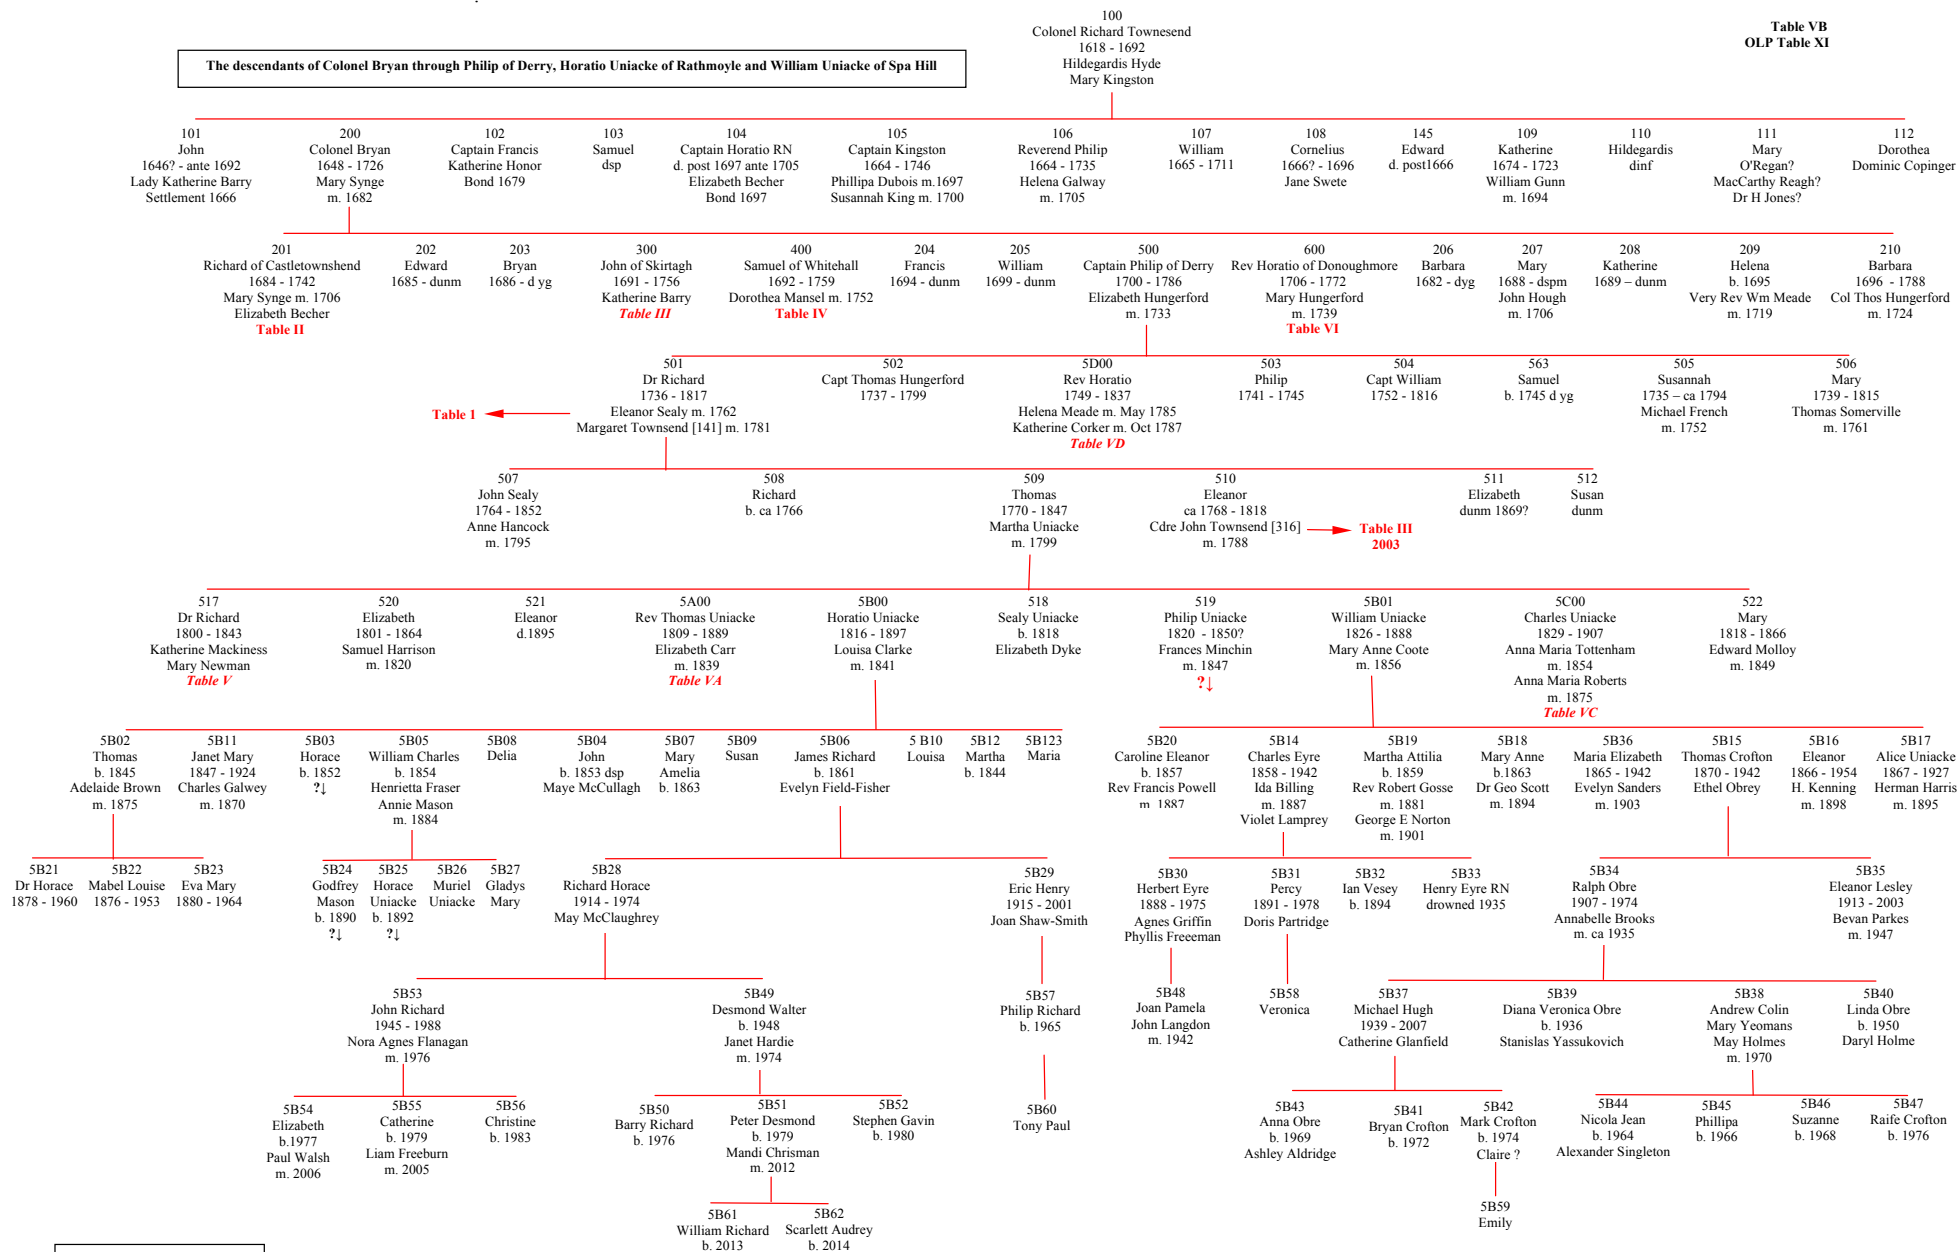 100
Colonel Richard Townesend
1618 - 1692
Hildegardis Hyde
Mary Kingston
Table VB
OLP Table XI
The descendants of Colonel Bryan through Philip of Derry, Horatio Uniacke of Rathmoyle and William Uniacke of Spa Hill
101
John
1646? - ante 1692
Lady Katherine Barry
Settlement 1666
200
Colonel Bryan
1648 - 1726
Mary Synge
m. 1682
102
Captain Francis
Katherine Honor
Bond 1679
103
Samuel
dsp
104
Captain Horatio RN
d. post 1697 ante 1705
Elizabeth Becher
Bond 1697
105
Captain Kingston
1664 - 1746
Phillipa Dubois m.1697
Susannah King m. 1700
106
Reverend Philip
1664 - 1735
Helena Galway
m. 1705
107
William
1665 - 1711
108
Cornelius
1666? - 1696
Jane Swete
145
Edward
d. post1666
109
Katherine
1674 - 1723
William Gunn
m. 1694
110
Hildegardis
dinf
111
Mary
O'Regan?
MacCarthy Reagh?
Dr H Jones?
112
Dorothea
Dominic Copinger
201
Richard of Castletownshend
1684 - 1742
Mary Synge m. 1706
Elizabeth Becher
Table II
202
Edward
1685 - dunm
203
Bryan
1686 - d yg
300
John of Skirtagh
1691 - 1756
Katherine Barry
Table III
400
Samuel of Whitehall
1692 - 1759
Dorothea Mansel m. 1752
Table IV
204
Francis
1694 - dunm
205
William
1699 - dunm
500
Captain Philip of Derry
1700 - 1786
Elizabeth Hungerford
m. 1733
600
Rev Horatio of Donoughmore
1706 - 1772
Mary Hungerford
m. 1739
Table VI
206
Barbara
1682 - dyg
207
Mary
1688 - dspm
John Hough
m. 1706
208
Katherine
1689 – dunm
209
Helena
b. 1695
Very Rev Wm Meade
m. 1719
210
Barbara
1696 - 1788
Col Thos Hungerford
m. 1724
501
Dr Richard
1736 - 1817
Eleanor Sealy m. 1762
Margaret Townsend [141] m. 1781
Table 1
502
Capt Thomas Hungerford
1737 - 1799
5D00
Rev Horatio
1749 - 1837
Helena Meade m. May 1785
Katherine Corker m. Oct 1787
Table VD
503
Philip
1741 - 1745
504
Capt William
1752 - 1816
563
Samuel
b. 1745 d yg
505
Susannah
1735 – ca 1794
Michael French
m. 1752
506
Mary
1739 - 1815
Thomas Somerville
m. 1761
507
John Sealy
1764 - 1852
Anne Hancock
m. 1795
508
Richard
b. ca 1766
509
Thomas
1770 - 1847
Martha Uniacke
m. 1799
510
Eleanor
ca 1768 - 1818
Cdre John Townsend [316]
m. 1788
Table III
2003
511
Elizabeth
dunm 1869?
512
Susan
dunm
517
Dr Richard
1800 - 1843
Katherine Mackiness
Mary Newman
Table V
520
Elizabeth
1801 - 1864
Samuel Harrison
m. 1820
521
Eleanor
d.1895
5A00
Rev Thomas Uniacke
1809 - 1889
Elizabeth Carr
m. 1839
Table VA
5B00
Horatio Uniacke
1816 - 1897
Louisa Clarke
m. 1841
518
Sealy Uniacke
b. 1818
Elizabeth Dyke
519
Philip Uniacke
1820 - 1850?
Frances Minchin
m. 1847
?↓
5B01
William Uniacke
1826 - 1888
Mary Anne Coote
m. 1856
5C00
Charles Uniacke
1829 - 1907
Anna Maria Tottenham
m. 1854
Anna Maria Roberts
m. 1875
Table VC
522
Mary
1818 - 1866
Edward Molloy
m. 1849
5B02
Thomas
b. 1845
Adelaide Brown
m. 1875
5B11
Janet Mary
1847 - 1924
Charles Galwey
m. 1870
5B03
Horace
b. 1852
?↓
5B05
William Charles
b. 1854
Henrietta Fraser
Annie Mason
m. 1884
5B08
Delia
5B04
John
b. 1853 dsp
Maye McCullagh
5B07
Mary
Amelia
b. 1863
5B09
Susan
5B06
James Richard
b. 1861
Evelyn Field-Fisher
5 B10
Louisa
5B12
Martha
b. 1844
5B123
Maria
5B20
Caroline Eleanor
b. 1857
Rev Francis Powell
m 1887
5B14
Charles Eyre
1858 - 1942
Ida Billing
m. 1887
Violet Lamprey
5B19
Martha Attilia
b. 1859
Rev Robert Gosse
m. 1881
George E Norton
m. 1901
5B18
Mary Anne
b.1863
Dr Geo Scott
m. 1894
5B36
Maria Elizabeth
1865 - 1942
Evelyn Sanders
m. 1903
5B15
Thomas Crofton
1870 - 1942
Ethel Obrey
5B16
Eleanor
1866 - 1954
H. Kenning
m. 1898
5B17
Alice Uniacke
1867 - 1927
Herman Harris
m. 1895
5B21
Dr Horace
1878 - 1960
5B22
Mabel Louise
1876 - 1953
5B23
Eva Mary
1880 - 1964
5B24
Godfrey
Mason
b. 1890
?↓
5B25
Horace
Uniacke
b. 1892
?↓
5B26
Muriel
Uniacke
5B27
Gladys
Mary
5B28
Richard Horace
1914 - 1974
May McClaughrey
5B29
Eric Henry
1915 - 2001
Joan Shaw-Smith
5B30
Herbert Eyre
1888 - 1975
Agnes Griffin
Phyllis Freeeman
5B31
Percy
1891 - 1978
Doris Partridge
5B32
Ian Vesey
b. 1894
5B33
Henry Eyre RN
drowned 1935
5B34
Ralph Obre
1907 - 1974
Annabelle Brooks
m. ca 1935
5B35
Eleanor Lesley
1913 - 2003
Bevan Parkes
m. 1947
5B53
John Richard
1945 - 1988
Nora Agnes Flanagan
m. 1976
5B49
Desmond Walter
b. 1948
Janet Hardie
m. 1974
5B57
Philip Richard
b. 1965
5B48
Joan Pamela
John Langdon
m. 1942
5B58
Veronica
5B37
Michael Hugh
1939 - 2007
Catherine Glanfield
5B39
Diana Veronica Obre
b. 1936
Stanislas Yassukovich
5B38
Andrew Colin
Mary Yeomans
May Holmes
m. 1970
5B40
Linda Obre
b. 1950
Daryl Holme
5B54
Elizabeth
b.1977
Paul Walsh
m. 2006
5B55
Catherine
b. 1979
Liam Freeburn
m. 2005
5B56
Christine
b. 1983
5B50
Barry Richard
b. 1976
5B51
Peter Desmond
b. 1979
Mandi Chrisman
m. 2012
5B52
Stephen Gavin
b. 1980
5B60
Tony Paul
5B43
Anna Obre
b. 1969
Ashley Aldridge
5B41
Bryan Crofton
b. 1972
5B42
Mark Crofton
b. 1974
Claire ?
5B44
Nicola Jean
b. 1964
Alexander Singleton
5B45
Phillipa
b. 1966
5B46
Suzanne
b. 1968
5B47
Raife Crofton
b. 1976
5B61
William Richard
b. 2013
5B62
Scarlett Audrey
b. 2014
5B59
Emily